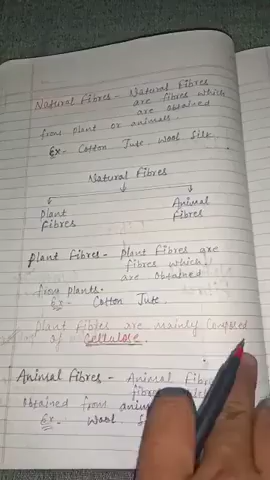 Natural Fibres - Natural Fibres
are fibres which
are obtained
from plant or animals.
Ex- Cotton Jute Wool Silk
Natural Fibres
Plant Animal
Fibres Fibres
Plant Fibres - Plant Fibres are
fibres which
are obtained
from plants.
Ex - Cotton Jute.
Plant Fibres are mainly Composed
of Cellulose.
Animal Fibres - Animal
obtained from
Ex. Wool